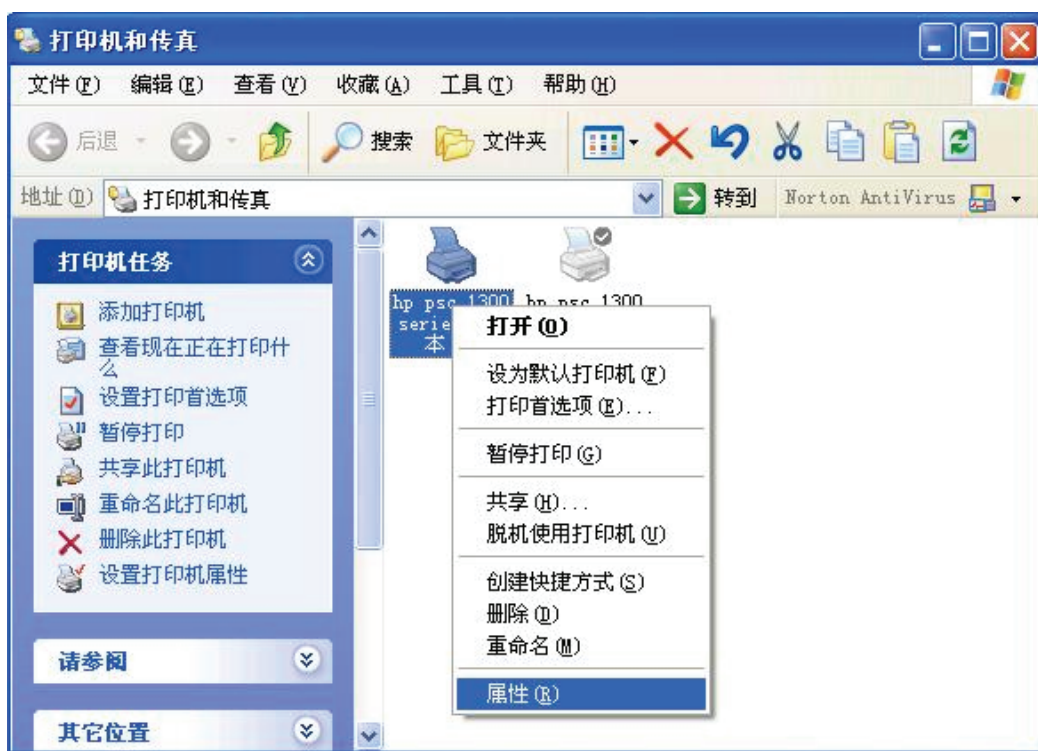 打印机和传真
文件(F) 编辑(E) 查看(V) 收藏(A) 工具(T) 帮助(H)
后退 搜索 文件夹
地址(D) 打印机和传真 转到 Norton AntiVirus
打印机任务
添加打印机
查看现在正在打印什
么
设置打印首选项
暂停打印
共享此打印机
重命名此打印机
删除此打印机
设置打印机属性
请参阅
其它位置
hp psc 1300
serie
本
hp psc 1300
打开(O)
设为默认打印机(F)
打印首选项(E)...
暂停打印(G)
共享(H)...
脱机使用打印机(U)
创建快捷方式(S)
删除(D)
重命名(M)
属性(R)